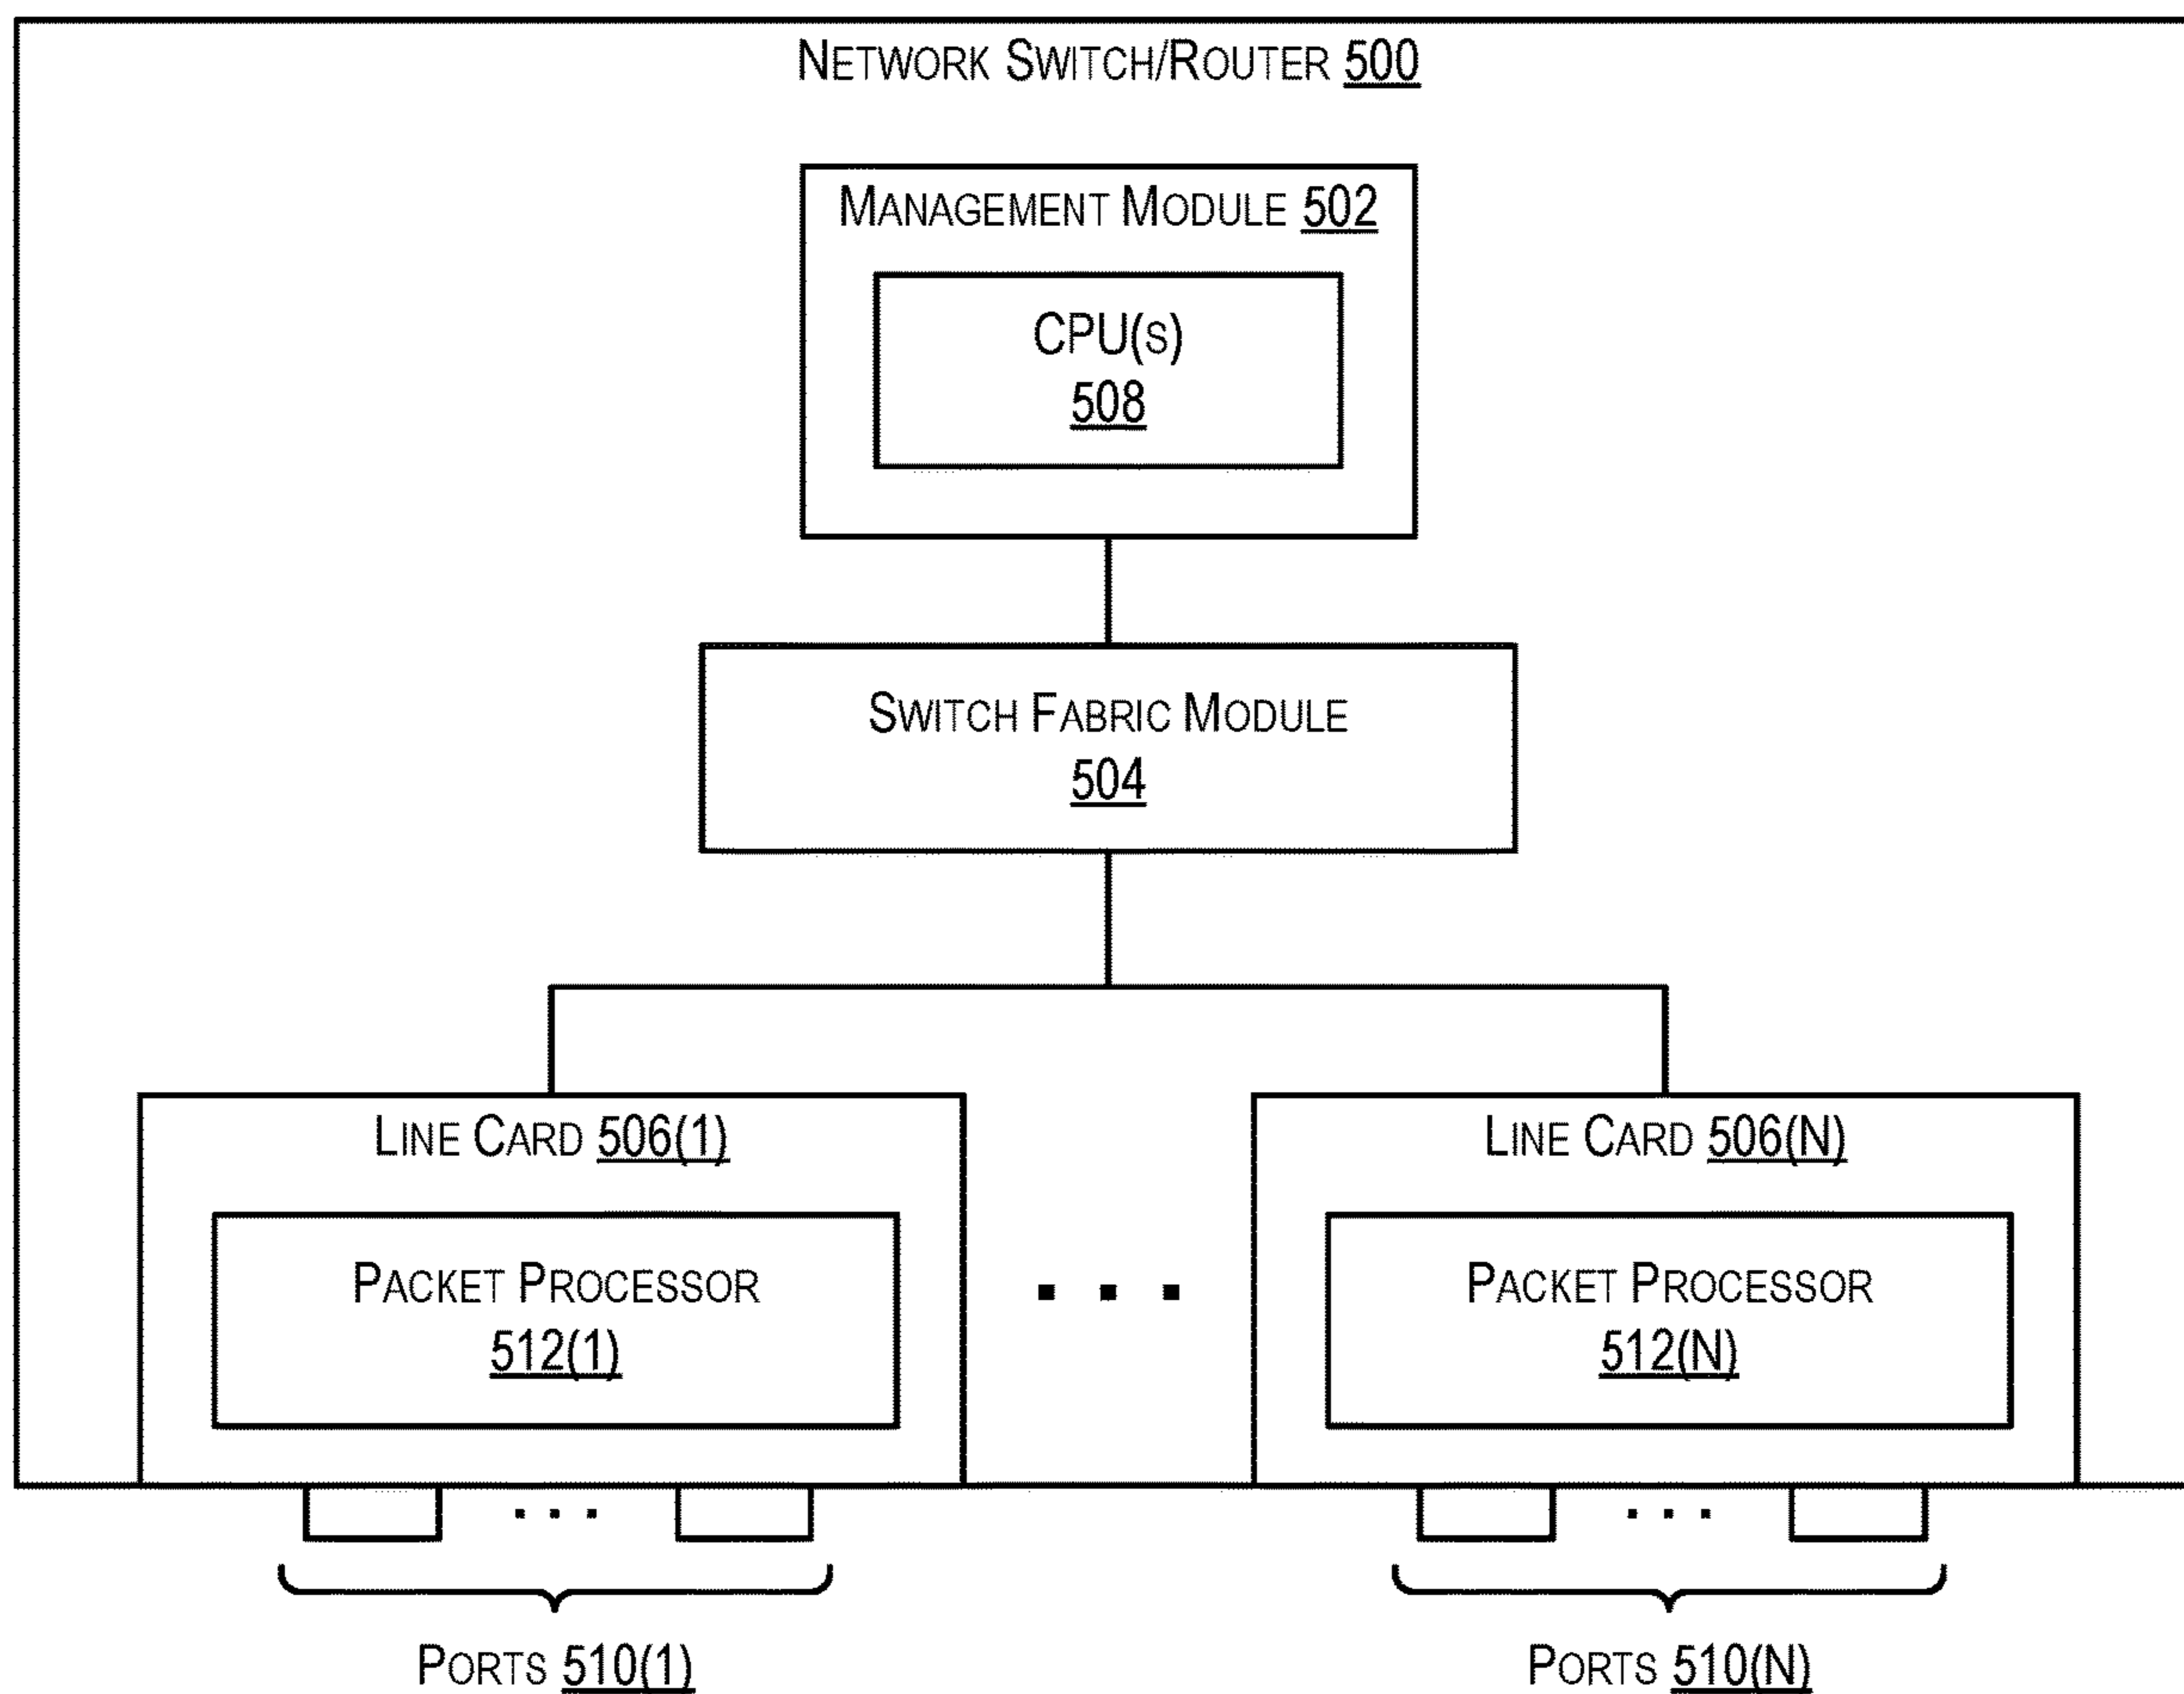 NETWORK SWITCH/ROUTER 500
MANAGEMENT MODULE 502
CPU(S)
508
SWITCH FABRIC MODULE
504
LINE CARD 506(1)
LINE CARD 506(N)
PACKET PROCESSOR
512(1)
. . .
PACKET PROCESSOR
512(N)
. . .
. . .
PORTS 510(1)
PORTS 510(N)